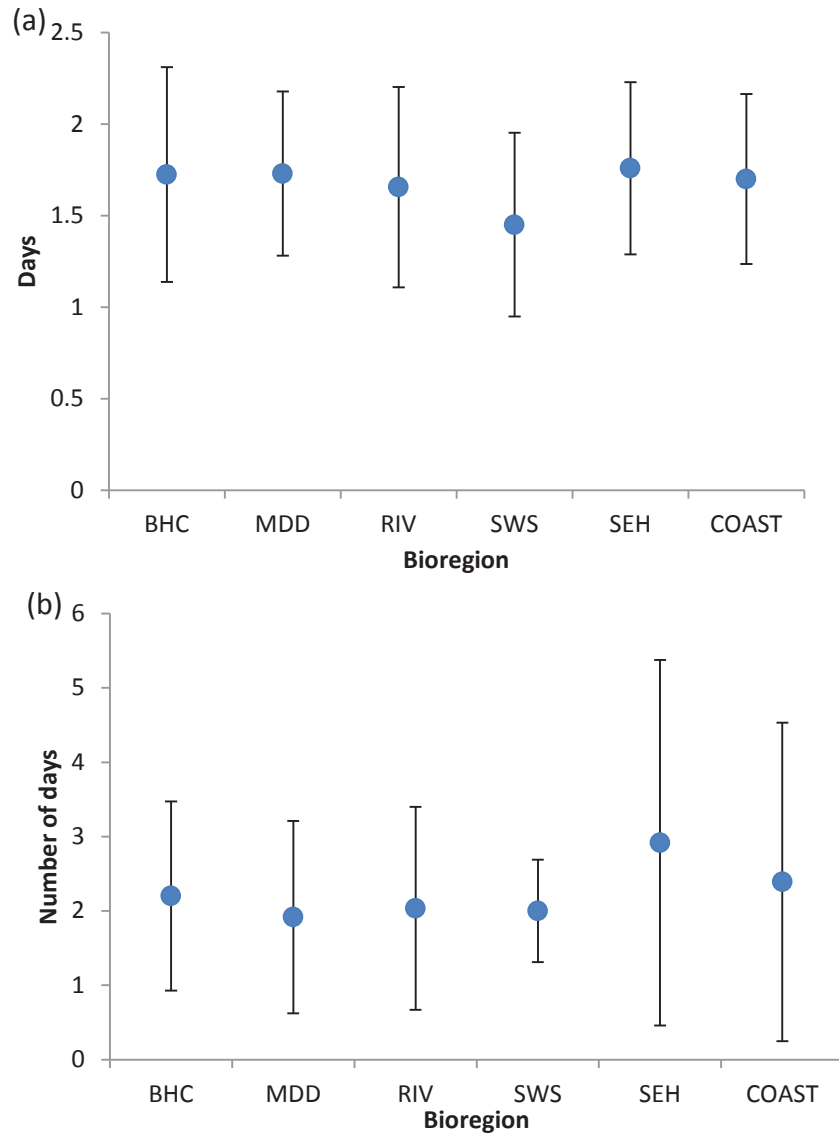 (a)
2.5
2
1.5
1
0.5
0
Days
BHC MDD RIV SWS SEH COAST
Bioregion
(b)
6
5
4
3
2
1
0
Number of days
BHC MDD RIV SWS SEH COAST
Bioregion